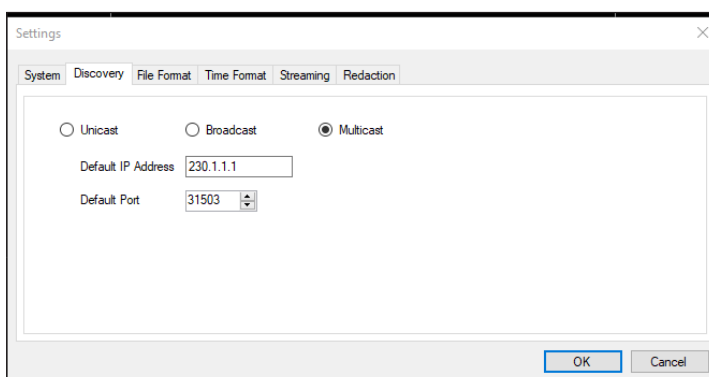 Settings
System Discovery File Format Time Format Streaming Redaction
Unicast Broadcast Multicast
Default IP Address 230.1.1.1
Default Port 31503
OK Cancel